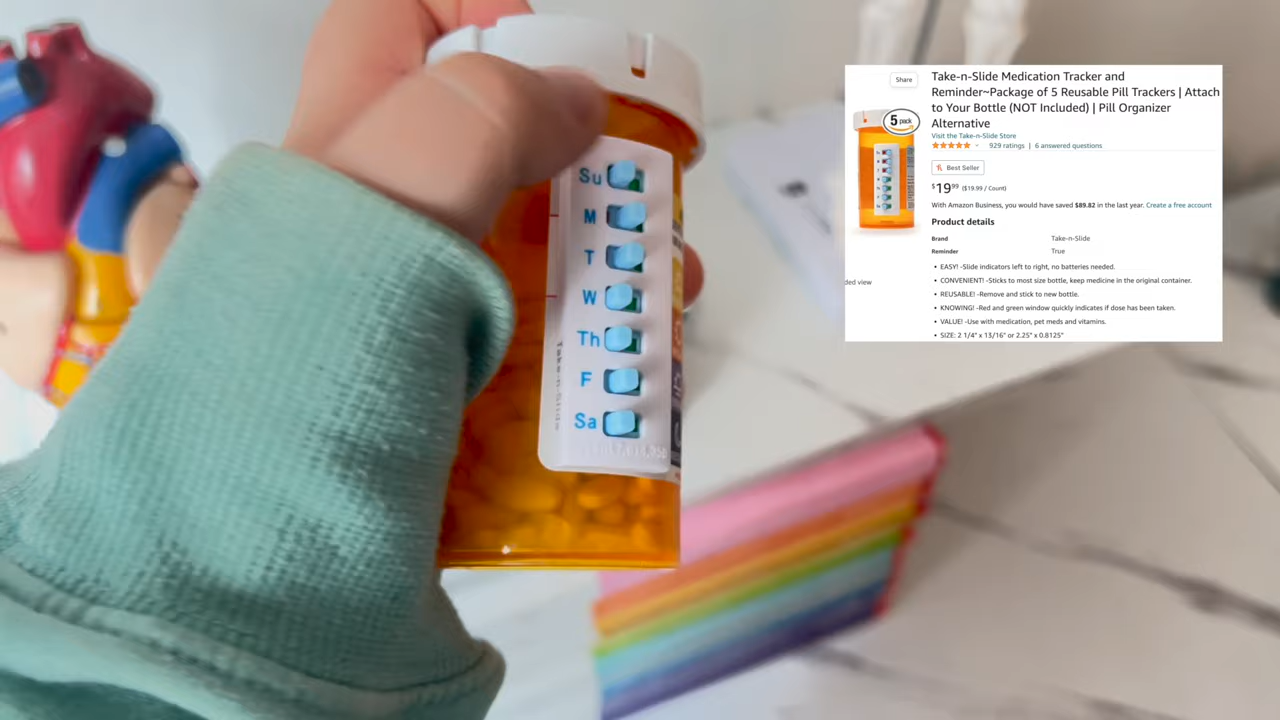 Su
M
T
W
Th
F
Sa
Take-n-Slide
Share
5 pack
Take-n-Slide Medication Tracker and
Reminder~Package of 5 Reusable Pill Trackers | Attach
to Your Bottle (NOT Included) | Pill Organizer
Alternative
Visit the Take-n-Slide Store
929 ratings | 6 answered questions
Best Seller
$19.99 ($19.99 / Count)
With Amazon Business, you would have saved $89.82 in the last year. Create a free account
Product details
Brand Take-n-Slide
Reminder True
• EASY! -Slide indicators left to right, no batteries needed.
• CONVENIENT! -Sticks to most size bottle, keep medicine in the original container.
• REUSABLE! -Remove and stick to new bottle.
• KNOWING! -Red and green window quickly indicates if dose has been taken.
• VALUE! -Use with medication, pet meds and vitamins.
• SIZE: 2 1/4" x 13/16" or 2.25" x 0.8125"
ded view